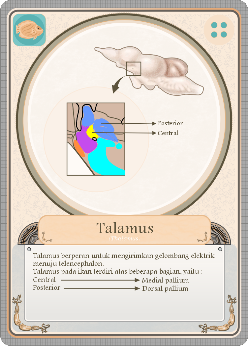 Posterior
Central
Talamus
Talamus berperan untuk mengirimkan gelombang elektrik
menuju telencephalon.
Talamus pada ikan terdiri atas beberapa bagian, yaitu :
Central Medial pallium
Posterior Dorsal pallium